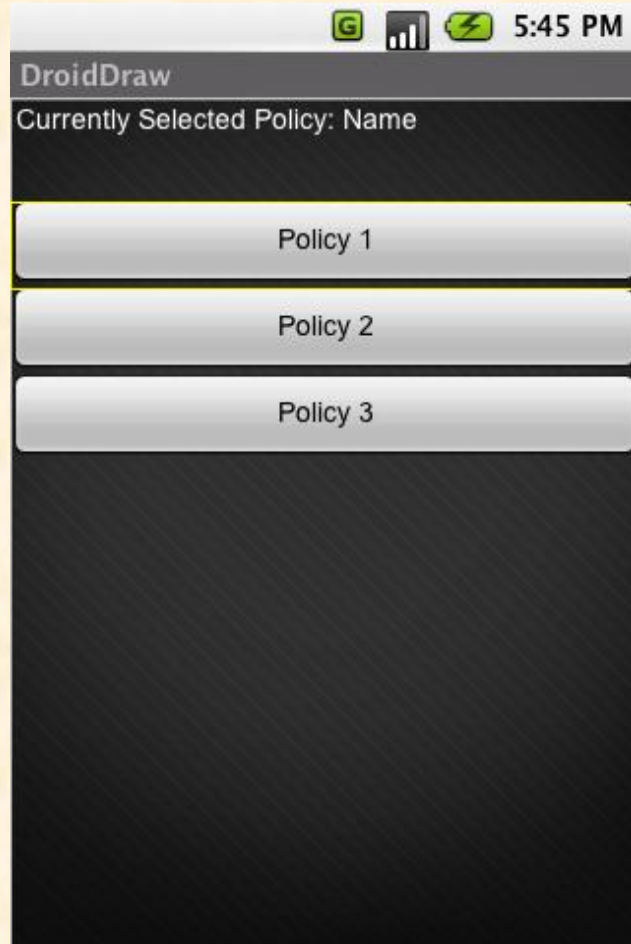 G 5:45 PM
DroidDraw
Currently Selected Policy: Name
Policy 1
Policy 2
Policy 3